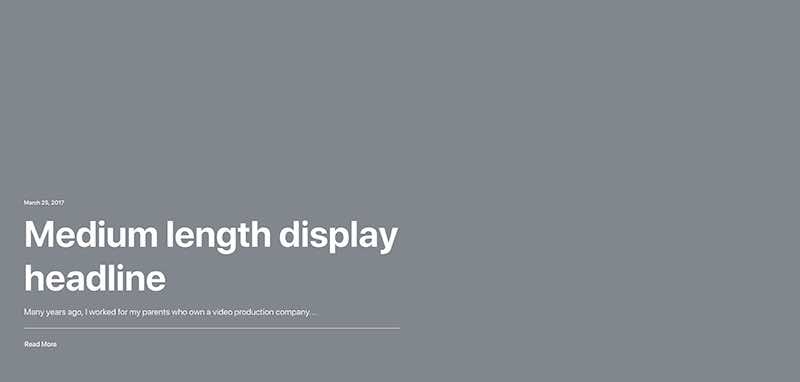 March 25, 2017
Medium length display
headline
Many years ago, I worked for my parents who own a video production company…
Read More